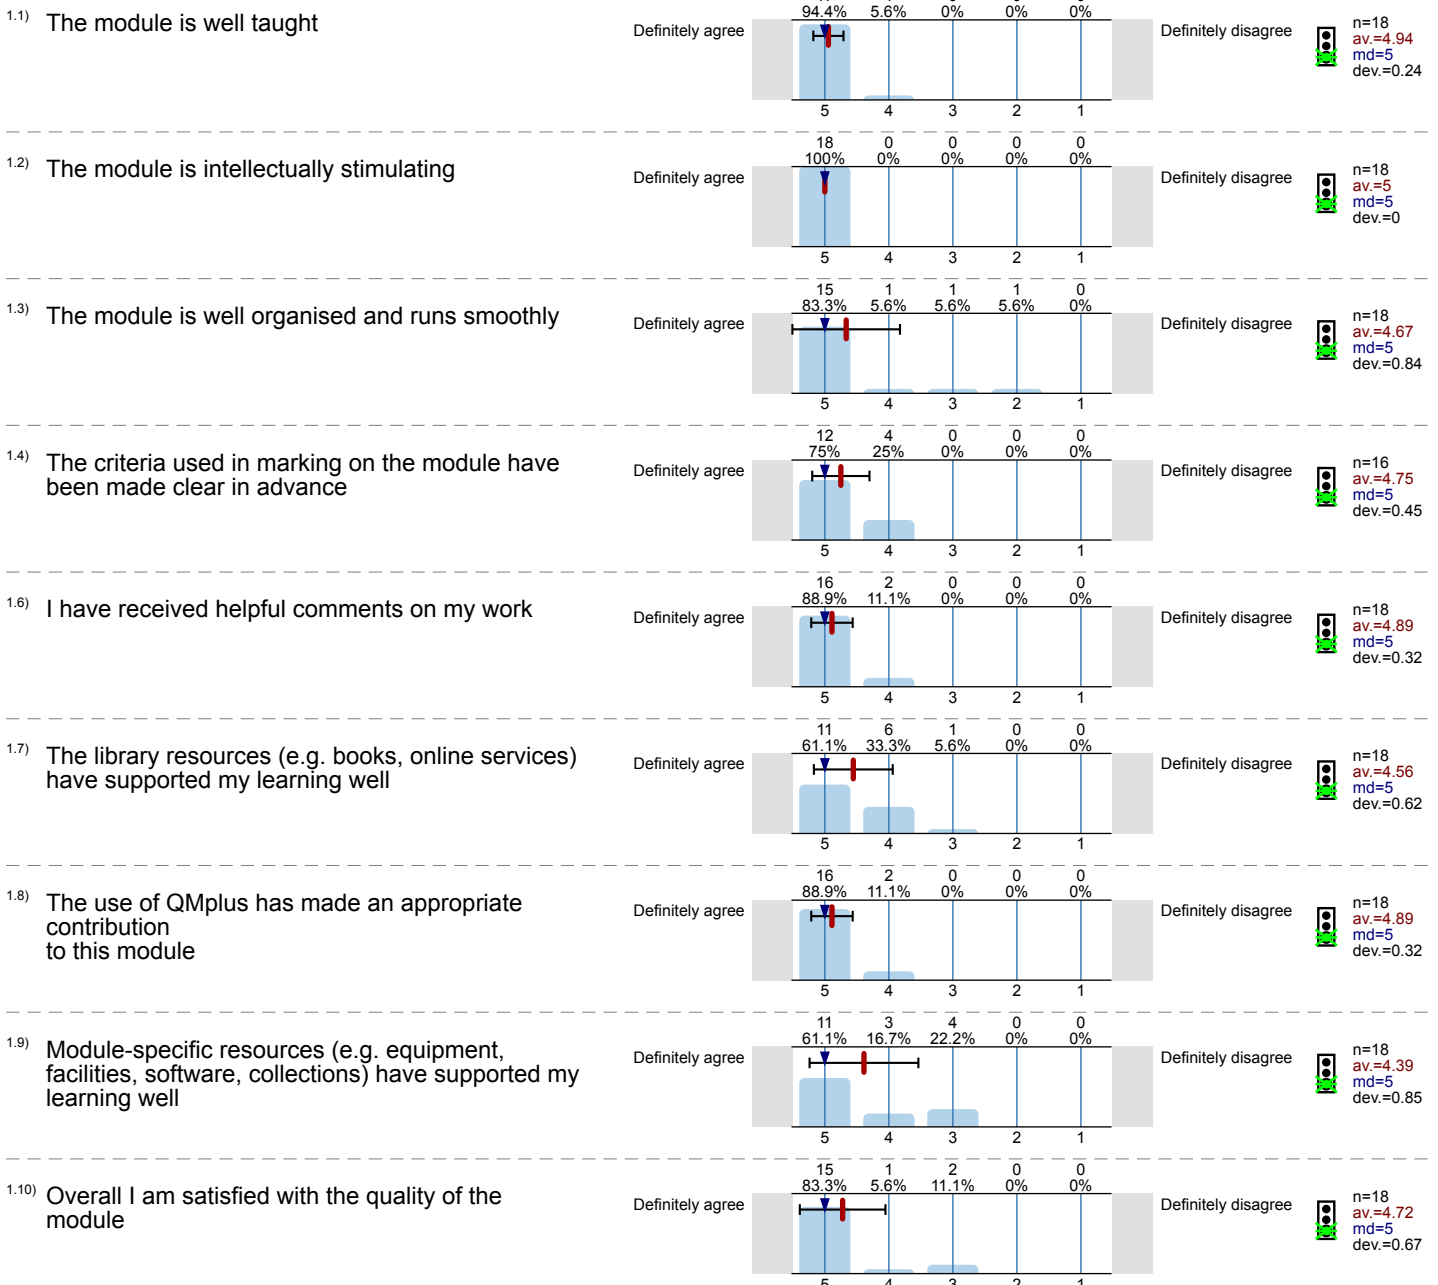 1.1) The module is well taught
94.4% 5.6% 0% 0% 0%
Definitely agree Definitely disagree
n=18
av.=4.94
md=5
dev.=0.24
5 4 3 2 1
1.2) The module is intellectually stimulating
18 0 0 0 0
100% 0% 0% 0% 0%
Definitely agree Definitely disagree
n=18
av.=5
md=5
dev.=0
5 4 3 2 1
1.3) The module is well organised and runs smoothly
15 1 1 1 0
83.3% 5.6% 5.6% 5.6% 0%
Definitely agree Definitely disagree
n=18
av.=4.67
md=5
dev.=0.84
5 4 3 2 1
1.4) The criteria used in marking on the module have
been made clear in advance
12 4 0 0 0
75% 25% 0% 0% 0%
Definitely agree Definitely disagree
n=16
av.=4.75
md=5
dev.=0.45
5 4 3 2 1
1.6) I have received helpful comments on my work
16 2 0 0 0
88.9% 11.1% 0% 0% 0%
Definitely agree Definitely disagree
n=18
av.=4.89
md=5
dev.=0.32
5 4 3 2 1
1.7) The library resources (e.g. books, online services)
have supported my learning well
11 6 1 0 0
61.1% 33.3% 5.6% 0% 0%
Definitely agree Definitely disagree
n=18
av.=4.56
md=5
dev.=0.62
5 4 3 2 1
1.8) The use of QMplus has made an appropriate
contribution
to this module
16 2 0 0 0
88.9% 11.1% 0% 0% 0%
Definitely agree Definitely disagree
n=18
av.=4.89
md=5
dev.=0.32
5 4 3 2 1
1.9) Module-specific resources (e.g. equipment,
facilities, software, collections) have supported my
learning well
11 3 4 0 0
61.1% 16.7% 22.2% 0% 0%
Definitely agree Definitely disagree
n=18
av.=4.39
md=5
dev.=0.85
5 4 3 2 1
1.10) Overall I am satisfied with the quality of the
module
15 1 2 0 0
83.3% 5.6% 11.1% 0% 0%
Definitely agree Definitely disagree
n=18
av.=4.72
md=5
dev.=0.67
5 4 3 2 1